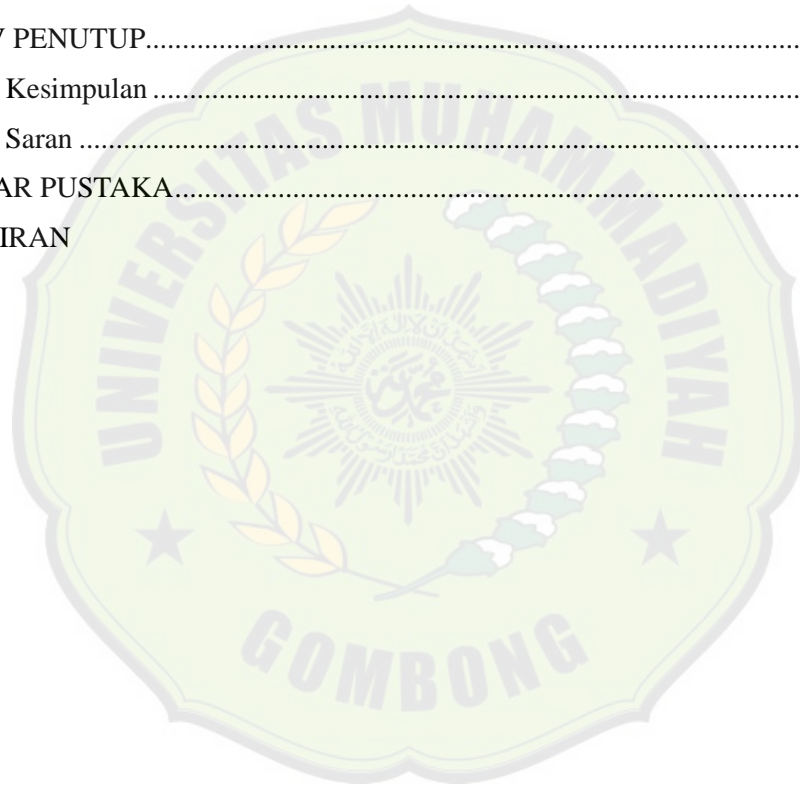 PENUTUP
Kesimpulan
Saran
AR PUSTAKA
IRAN
UNIVERSITAS MUHAMMADIYAH
GOMBONG